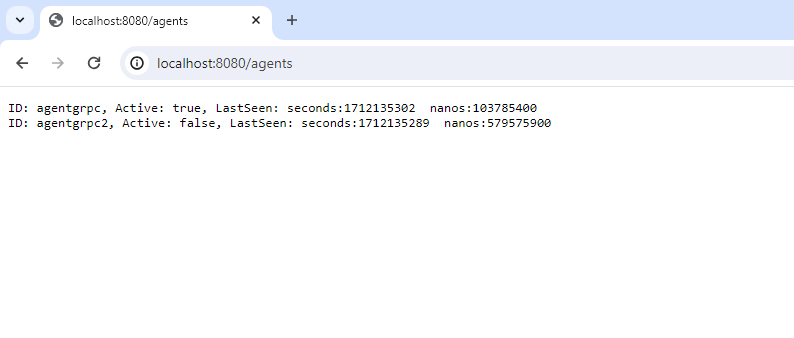 localhost:8080/agents
localhost:8080/agents
ID: agentgrpc, Active: true, LastSeen: seconds:1712135302  nanos:103785400
ID: agentgrpc2, Active: false, LastSeen: seconds:1712135289  nanos:579575900